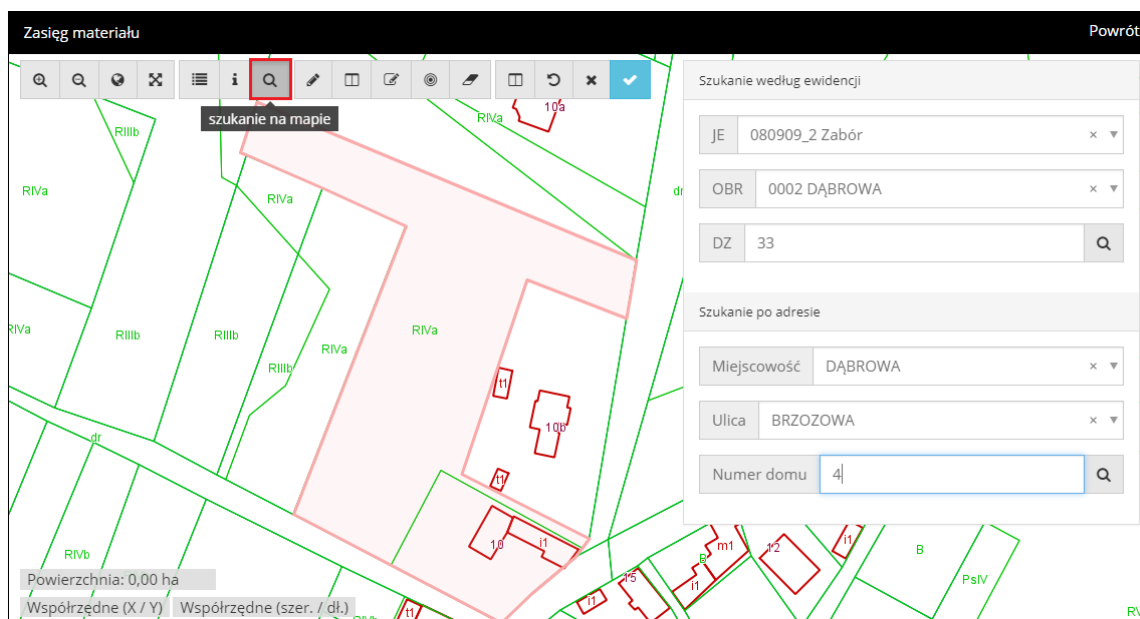 Zasięg materiału
Powrót
szukanie na mapie
Szukanie według ewidencji
JE 080909_2 Zabór
OBR 0002 DĄBROWA
DZ 33
Szukanie po adresie
Miejscowość DĄBROWA
Ulica BRZOZOWA
Numer domu 4
10a
RIVa
RIIIb
RIVa
RIVa
dr
RIVa
RIIIb
RIIIb
RIVa
RIVa
RIIIb
t1
10b
dr
t1
10
i1
RIVb
m1
12
i1
B
B
PsIV
15
i1
i1
t1
Powierzchnia: 0,00 ha
Współrzędne (X / Y) Współrzędne (szer. / dł.)